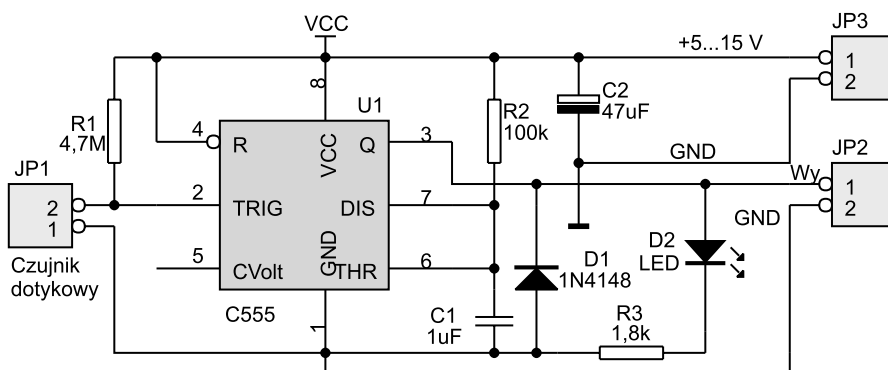 VCC
JP3
+5...15 V
1
2
8
U1
C2
47uF
R1
4,7M
R2
100k
4
R
VCC
Q
3
GND
JP2
JP1
Wy
1
2
2
1
2
TRIG
DIS
7
GND
D2
LED
5
CVolt
GND
THR
6
D1
1N4148
Czujnik
dotykowy
C555
1
C1
1uF
R3
1,8k